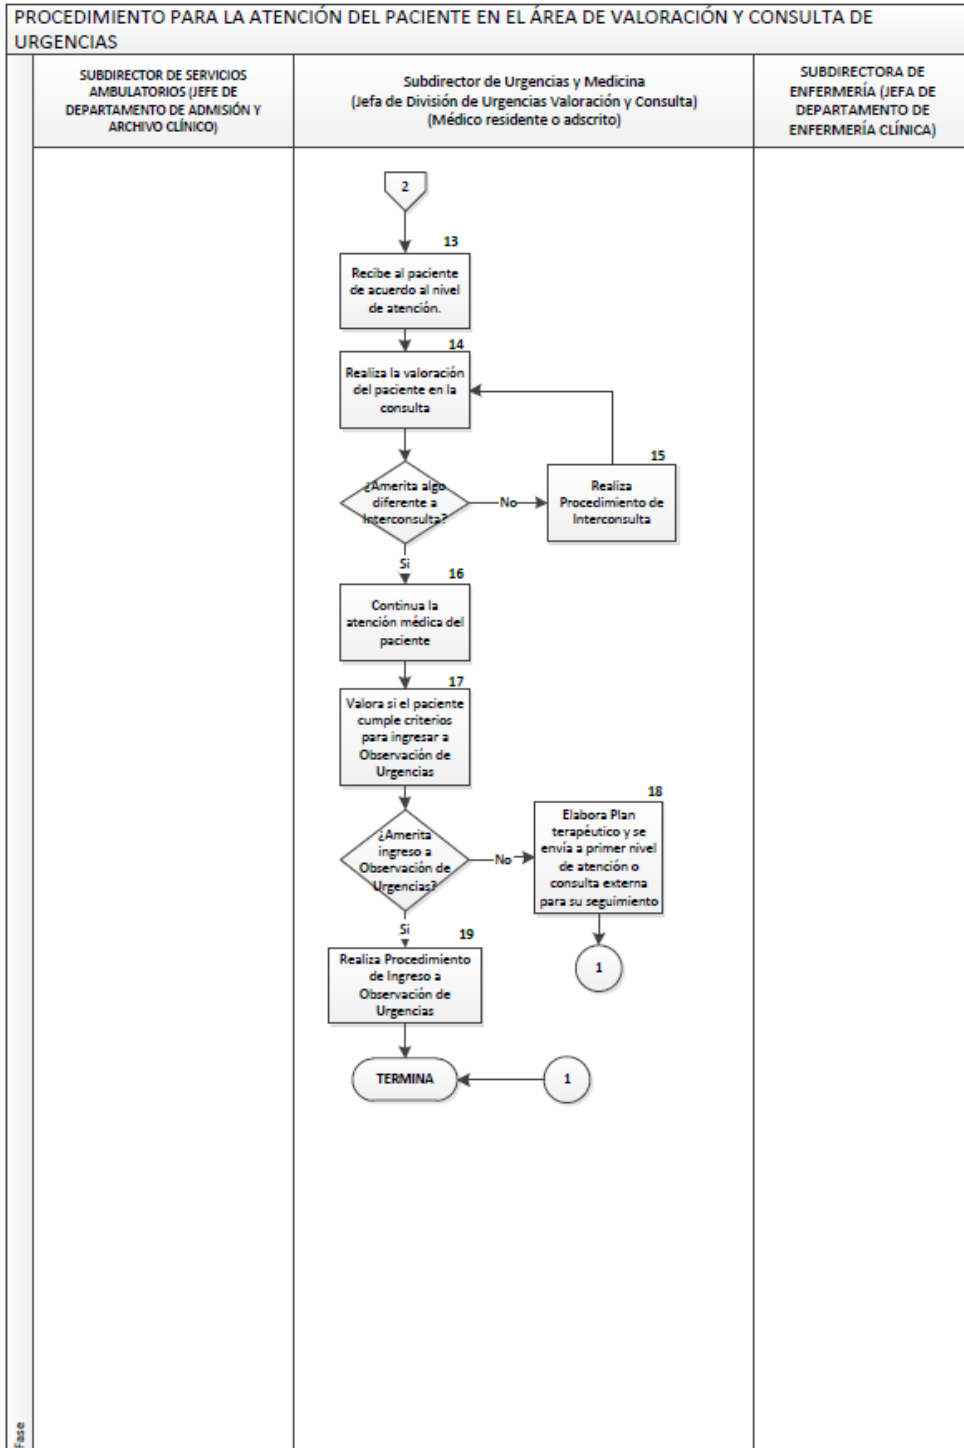 PROCEDIMIENTO PARA LA ATENCIÓN DEL PACIENTE EN EL ÁREA DE VALORACIÓN Y CONSULTA DE
URGENCIAS
SUBDIRECTOR DE SERVICIOS
AMBULATORIOS (JEFE DE
DEPARTAMENTO DE ADMISIÓN Y
ARCHIVO CLÍNICO)
Subdirector de Urgencias y Medicina
(Jefa de División de Urgencias Valoración y Consulta)
(Médico residente o adscrito)
SUBDIRECTORA DE
ENFERMERÍA (JEFA DE
DEPARTAMENTO DE
ENFERMERÍA CLÍNICA)
2
13
Recibe al paciente
de acuerdo al nivel
de atención.
14
Realiza la valoración
del paciente en la
consulta
¿Amerita algo
diferente a
Interconsulta?
No
15
Realiza
Procedimiento de
Interconsulta
Si
16
Continua la
atención médica del
paciente
17
Valora si el paciente
cumple criterios
para ingresar a
Observación de
Urgencias
¿Amerita
ingreso a
Observación de
Urgencias?
No
18
Elabora Plan
terapéutico y se
envía a primer nivel
de atención o
consulta externa
para su seguimiento
1
Si
19
Realiza Procedimiento
de Ingreso a
Observación de
Urgencias
TERMINA
1
Fase